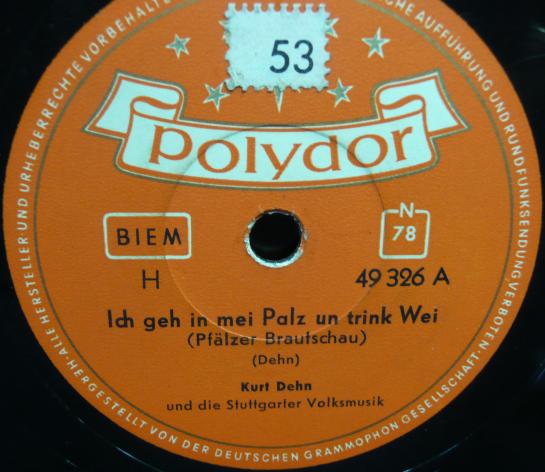 53
polydor
BIEM
N
78
H
49 326 A
Ich geh in mei Palz un trink Wei
(Pfälzer Brautschau)
(Dehn)
Kurt Dehn
und die Stuttgarter Volksmusik
ALLE HERSTELLER- UND URHEBERRECHTE VORBEHALTEN
AUFFÜHRUNG UND RUNDFUNKSENDUNG VERBOTEN.
HERGESTELLT VON DER DEUTSCHEN GRAMMOPHON GESELLSCHAFT.